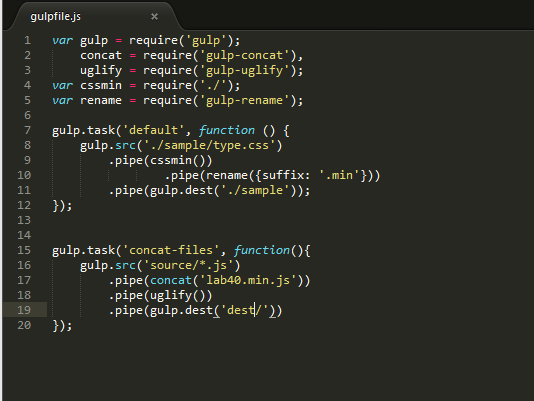 gulpfile.js ×
1 var gulp = require('gulp');
2 concat = require('gulp-concat'),
3 uglify = require('gulp-uglify');
4 var cssmin = require('./');
5 var rename = require('gulp-rename');
6
7 gulp.task('default', function () {
8 gulp.src('./sample/type.css')
9 .pipe(cssmin())
10 .pipe(rename({suffix: '.min'}))
11 .pipe(gulp.dest('./sample'));
12 });
13
14
15 gulp.task('concat-files', function(){
16 gulp.src('source/*.js')
17 .pipe(concat('lab40.min.js'))
18 .pipe(uglify())
19 .pipe(gulp.dest('dest/'))
20 });